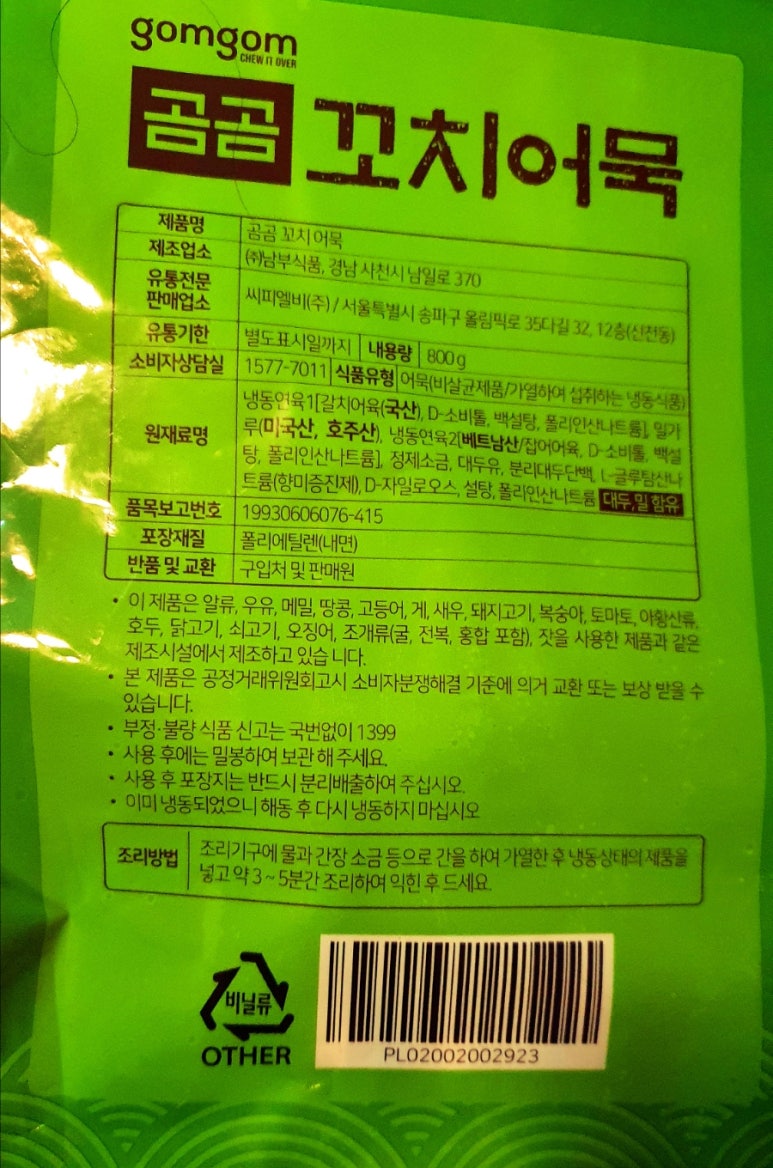 gomgom
CHEW IT OVER
곰곰 꼬치어묵
제품명 곰곰 꼬치 어묵
제조업소 (주)남부식품, 경남 사천시 남일로 370
유통전문
판매업소 씨피엘비(주) / 서울특별시 송파구 올림픽로 35다길 32, 12층(신천동)
유통기한 별도표시일까지 내용량 800g
소비자상담실 1577-7011 식품유형 어묵(비살균제품/가열하여 섭취하는 냉동식품)
원재료명 냉동연육1[갈치어육(국산), D-소비톨, 백설탕, 폴리인산나트륨], 밀가
루(미국산, 호주산), 냉동연육2[베트남산/잡어어육, D-소비톨, 백설
탕, 폴리인산나트륨], 정제소금, 대두유, 분리대두단백, L-글루탐산나
트륨(향미증진제), D-자일로오스, 설탕, 폴리인산나트륨 대두,밀 함유
품목보고번호 19930606076-415
포장재질 폴리에틸렌(내면)
반품 및 교환 구입처 및 판매원
• 이 제품은 알류, 우유, 메밀, 땅콩, 고등어, 게, 새우, 돼지고기, 복숭아, 토마토, 아황산류,
호두, 닭고기, 쇠고기, 오징어, 조개류(굴, 전복, 홍합 포함), 잣을 사용한 제품과 같은
제조시설에서 제조하고 있습 니다.
• 본 제품은 공정거래위원회고시 소비자분쟁해결 기준에 의거 교환 또는 보상 받을 수
있습니다.
• 부정·불량 식품 신고는 국번없이 1399
• 사용 후에는 밀봉하여 보관 해 주세요.
• 사용 후 포장지는 반드시 분리배출하여 주십시오.
• 이미 냉동되었으니 해동 후 다시 냉동하지 마십시오
조리방법 조리기구에 물과 간장 소금 등으로 간을 하여 가열한 후 냉동상태의 제품을
넣고 약 3 ~ 5분간 조리하여 익힌 후 드세요.
비닐류
OTHER
PL02002002923